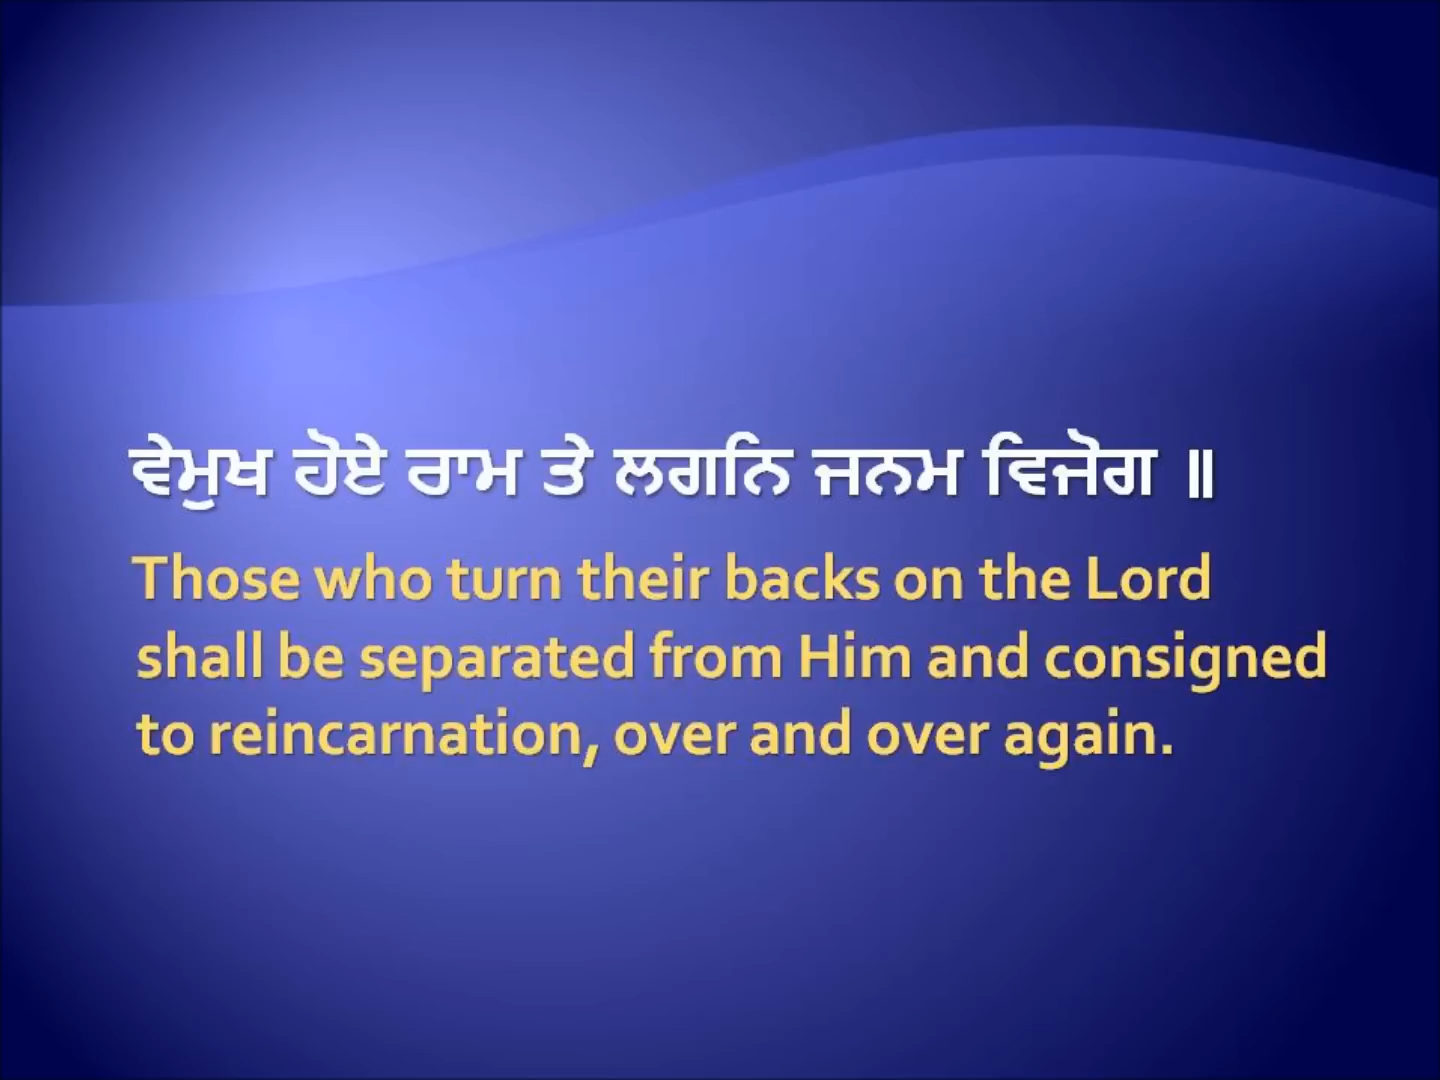 ਵੇਮੁਖ ਹੋਏ ਰਾਮ ਤੇ ਲਗਨਿ ਜਨਮ ਵਿਜੋਗ ॥
Those who turn their backs on the Lord
shall be separated from Him and consigned
to reincarnation, over and over again.